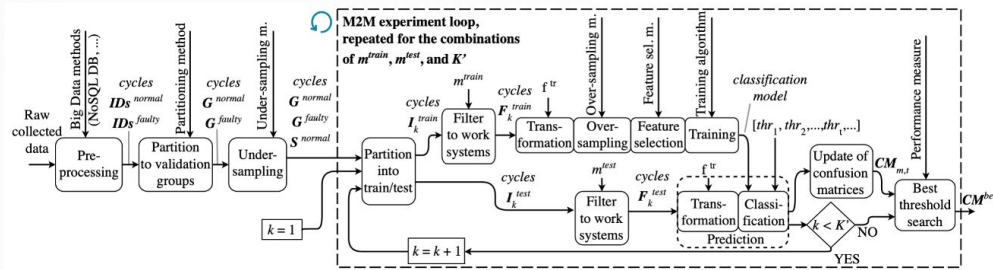 M2M experiment loop,
repeated for the combinations
of m^train, m^test, and K'
Raw
collected
data
Big Data methods
(NoSQL DB, ...)
Pre-
processing
cycles
IDs^normal
IDs^faulty
Partitioning method
Partition
to validation
groups
cycles
G^normal
G^faulty
Under-sampling m.
Under-
sampling
cycles
G^normal
G^faulty
S^normal
k = 1
Partition
into
train/test
cycles
I_k^train
m^train
Filter
to work
systems
cycles
F_k^train
f^tr
Trans-
formation
Over-sampling m.
Over-
sampling
Feature sel. m.
Feature
selection
Training algorithm
Training
classification
model
[thr_1, thr_2,...,thr_t,...]
cycles
I_k^test
m^test
Filter
to work
systems
cycles
F_k^test
f^tr
Trans-
formation
Classi-
fication
Prediction
Update of
confusion
matrices
CM_m,t
k < K'
NO
YES
k = k + 1
Performance measure
Best
threshold
search
CM^be